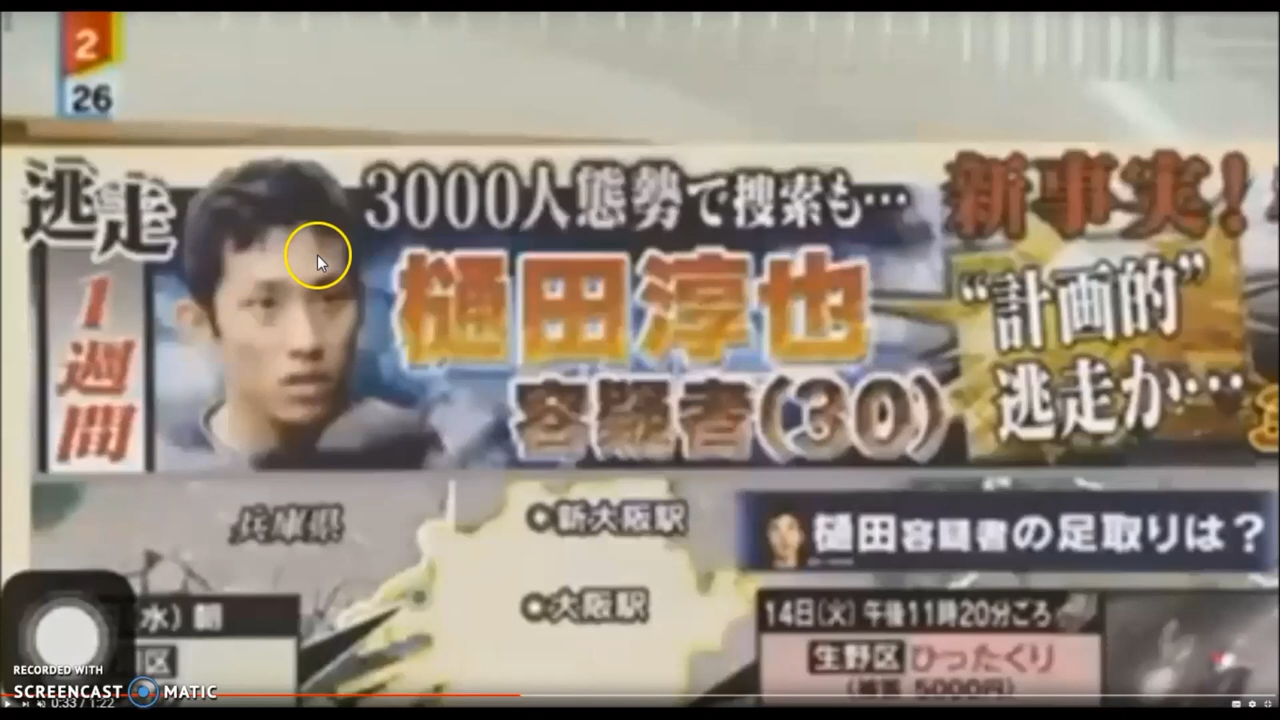 2
26
逃走
1週間
3000人態勢で捜索も…
樋田淳也
容疑者(30)
新事実!
“計画的”
逃走か…
兵庫県
新大阪駅
大阪駅
樋田容疑者の足取りは?
(水) 朝
区
14日(火) 午後11時20分ごろ
生野区 ひったくり
(被害 5000円)
RECORDED WITH
SCREENCAST MATIC
0:33 / 1:22